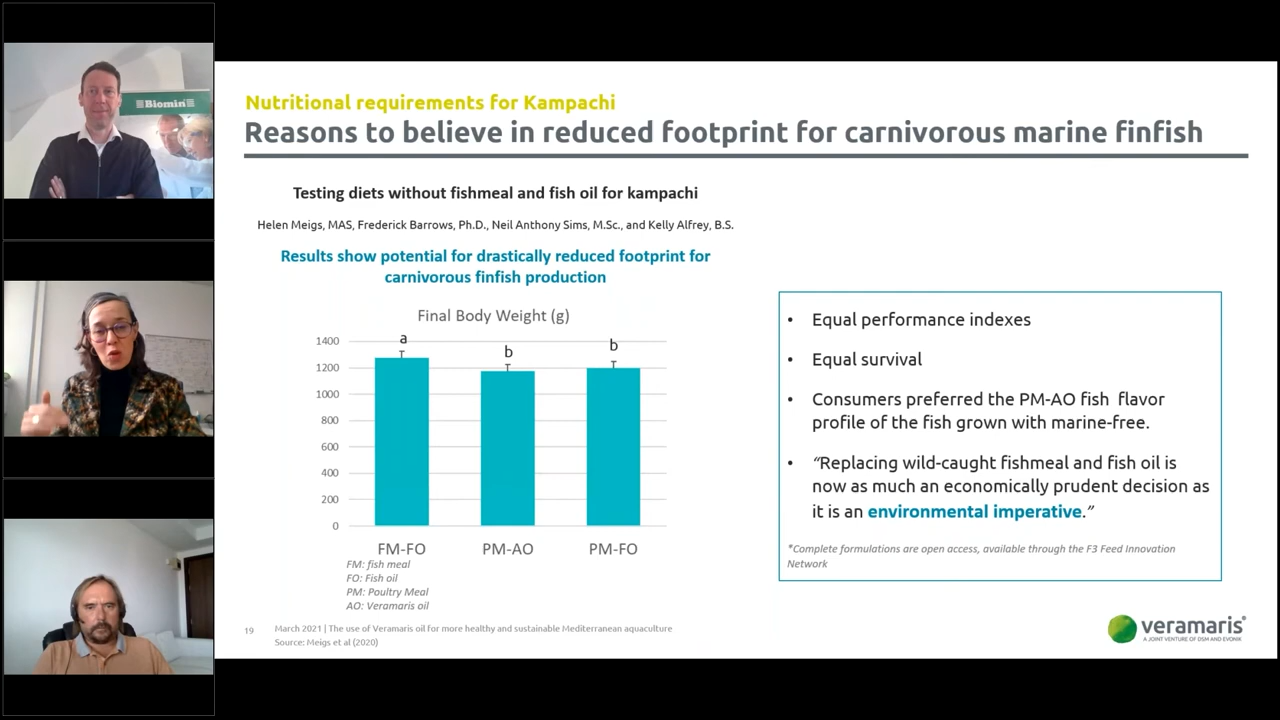 Biomin
Nutritional requirements for Kampachi
Reasons to believe in reduced footprint for carnivorous marine finfish
Testing diets without fishmeal and fish oil for kampachi
Helen Meigs, MAS, Frederick Barrows, Ph.D., Neil Anthony Sims, M.Sc., and Kelly Alfrey, B.S.
Results show potential for drastically reduced footprint for
carnivorous finfish production
Final Body Weight (g)
1400
1200
1000
800
600
400
200
0
a
b
b
FM-FO
PM-AO
PM-FO
FM: fish meal
FO: Fish oil
PM: Poultry Meal
AO: Veramaris oil
• Equal performance indexes
• Equal survival
• Consumers preferred the PM-AO fish flavor
profile of the fish grown with marine-free.
• “Replacing wild-caught fishmeal and fish oil is
now as much an economically prudent decision as
it is an environmental imperative.”
*Complete formulations are open access, available through the F3 Feed Innovation
Network
19
March 2021 | The use of Veramaris oil for more healthy and sustainable Mediterranean aquaculture
Source: Meigs et al (2020)
veramaris®
A JOINT VENTURE OF DSM AND EVONIK